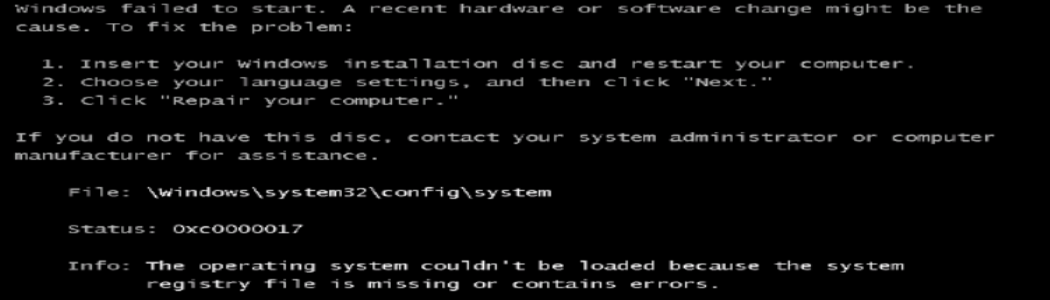 Windows failed to start. A recent hardware or software change might be the
cause. To fix the problem:
1. Insert your Windows installation disc and restart your computer.
2. Choose your language settings, and then click "Next."
3. Click "Repair your computer."
If you do not have this disc, contact your system administrator or computer
manufacturer for assistance.
File: \Windows\system32\config\system
Status: 0xc0000017
Info: The operating system couldn't be loaded because the system
registry file is missing or contains errors.